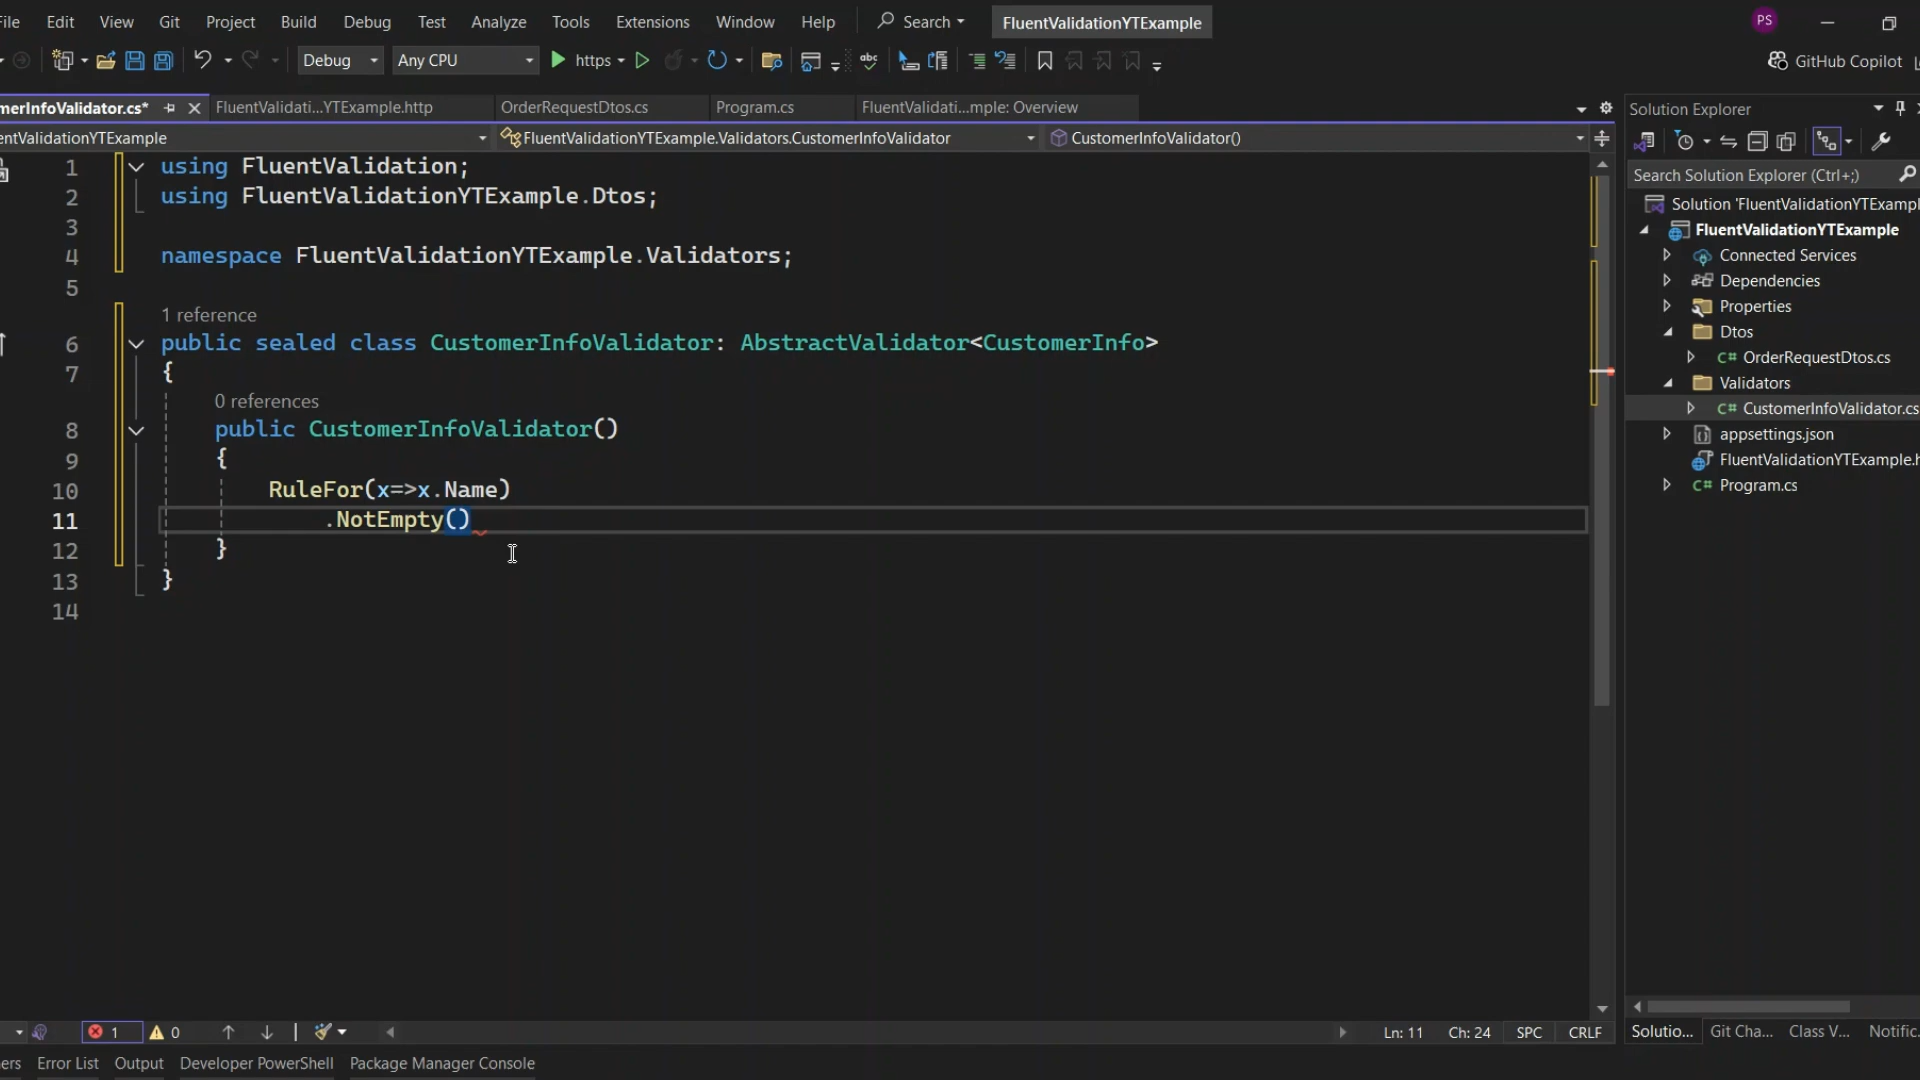 File Edit View Git Project Build Debug Test Analyze Tools Extensions Window Help Search FluentValidationYTExample PS
Debug Any CPU https GitHub Copilot
merInfoValidator.cs* FluentValidati...YTExample.http OrderRequestDtos.cs Program.cs FluentValidati...mple: Overview
entValidationYTExample FluentValidationYTExample.Validators.CustomerInfoValidator CustomerInfoValidator()
1 using FluentValidation;
2 using FluentValidationYTExample.Dtos;
3
4 namespace FluentValidationYTExample.Validators;
5
1 reference
6 public sealed class CustomerInfoValidator: AbstractValidator<CustomerInfo>
7 {
0 references
8 public CustomerInfoValidator()
9 {
10 RuleFor(x=>x.Name)
11 .NotEmpty()
12 }
13 }
14
1 0 Ln: 11 Ch: 24 SPC CRLF
ers Error List Output Developer PowerShell Package Manager Console
Solution Explorer
Search Solution Explorer (Ctrl+;)
Solution 'FluentValidationYTExampl
FluentValidationYTExample
Connected Services
Dependencies
Properties
Dtos
C# OrderRequestDtos.cs
Validators
C# CustomerInfoValidator.cs
appsettings.json
FluentValidationYTExample.h
C# Program.cs
Solutio... Git Cha... Class V... Notific...